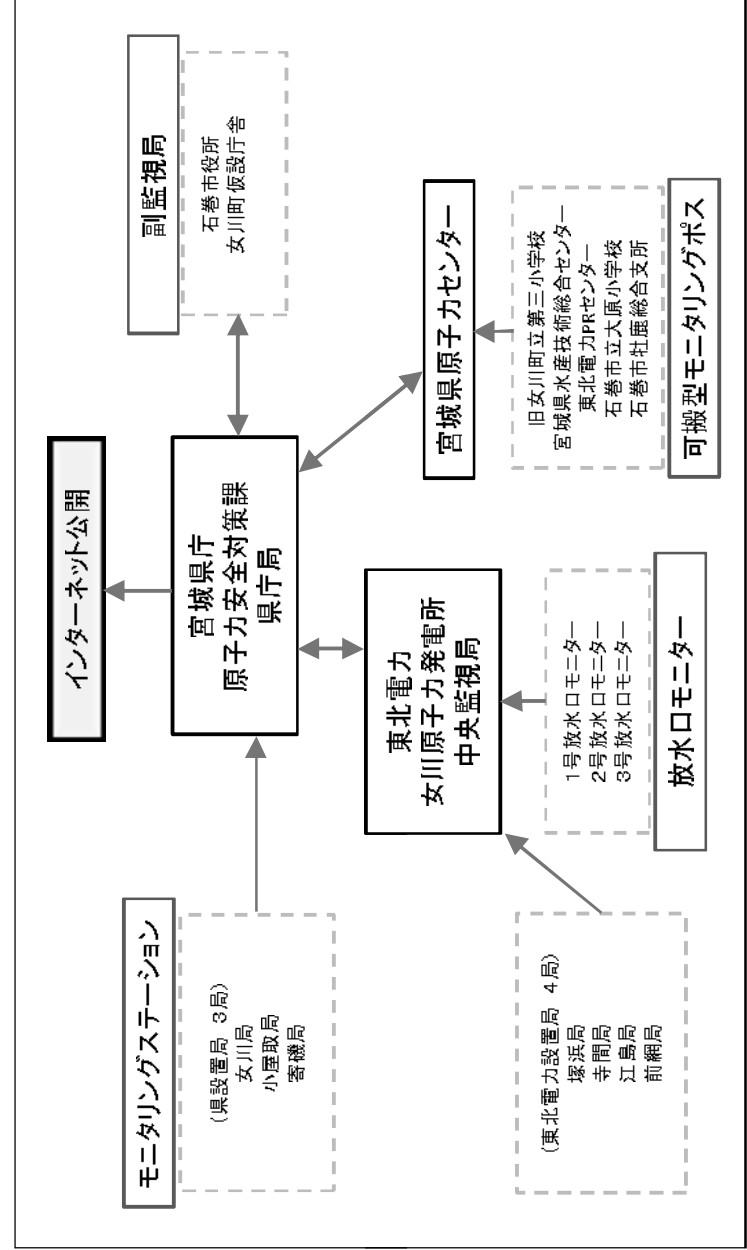 インターネット公開
モニタリングステーション
(県設置局 3局)
女川局
小屋取局
寄磯局
宮城県庁
原子力安全対策課
県庁局
副監視局
石巻市役所
女川町仮設庁舎
東北電力
女川原子力発電所
中央監視局
宮城県原子力センター
(東北電力設置局 4局)
塚浜局
寺間局
江島局
前網局
1号放水口モニター
2号放水口モニター
3号放水口モニター
放水口モニター
旧女川町立第三小学校
宮城県水産技術総合センター
東北電力PRセンター
石巻市立大原小学校
石巻市牡鹿総合支所
可搬型モニタリングポス